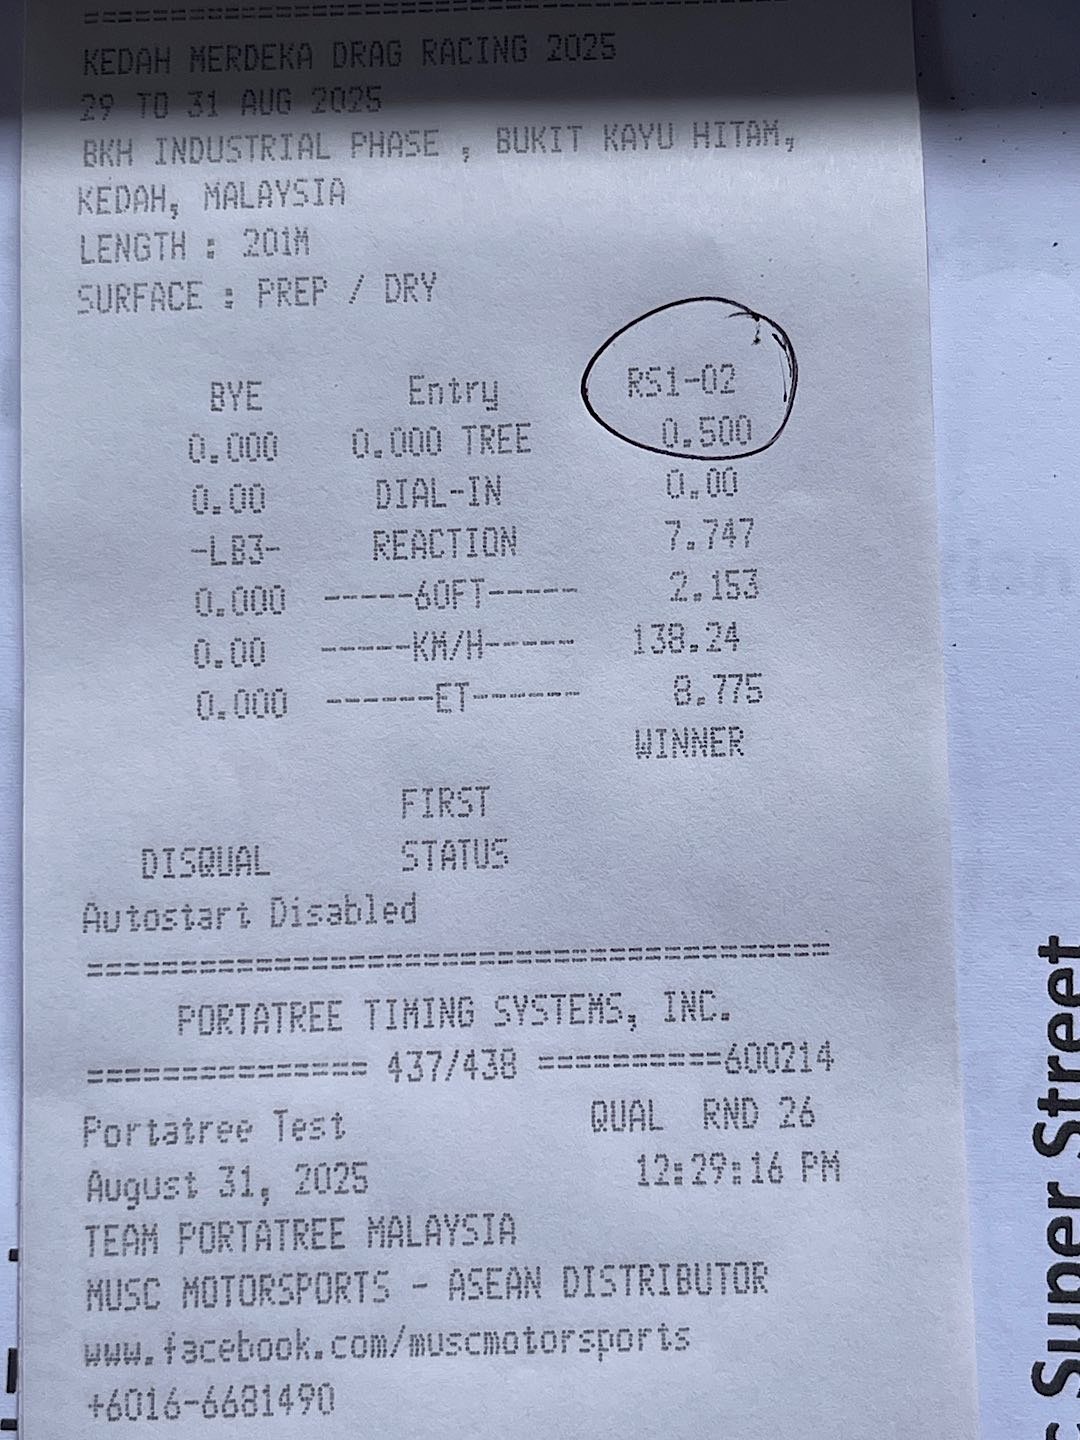 KEDAH MERDEKA DRAG RACING 2025
29 TO 31 AUG 2025
BKH INDUSTRIAL PHASE , BUKIT KAYU HITAM,
KEDAH, MALAYSIA
LENGTH : 201M
SURFACE : PREP / DRY
BYE Entry RS1-02
0.000 0.000 TREE 0.500
0.00 DIAL-IN 0.00
-LB3- REACTION 7.747
0.000 -----60FT----- 2.153
0.00 -----KM/H----- 138.24
0.000 ------ET------ 8.775
WINNER
FIRST
DISQUAL STATUS
Autostart Disabled
========================================
PORTATREE TIMING SYSTEMS, INC.
=============== 437/438 ==========600214
Portatree Test QUAL RND 26
August 31, 2025 12:29:16 PM
TEAM PORTATREE MALAYSIA
MUSC MOTORSPORTS - ASEAN DISTRIBUTOR
www.facebook.com/muscmotorsports
+6016-6681490
Super Street